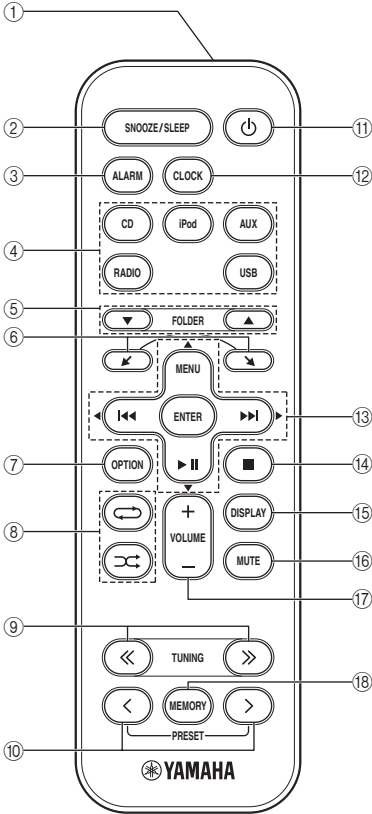 ①
② SNOOZE/SLEEP ⑪
③ ALARM CLOCK ⑫
④ CD iPod AUX
RADIO USB
⑤ FOLDER
⑥
MENU
ENTER ⑬
⑦ OPTION ⑭
⑧ + DISPLAY ⑮
VOLUME
− MUTE ⑯
⑰
⑨
TUNING
⑱
MEMORY
⑩ PRESET
YAMAHA